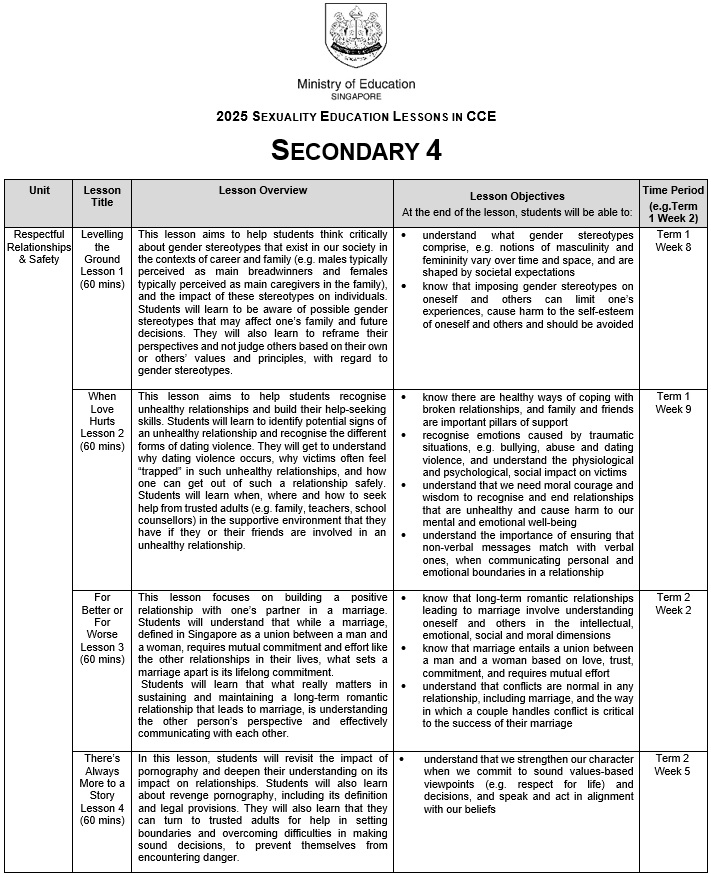 Ministry of Education
SINGAPORE
2025 SEXUALITY EDUCATION LESSONS IN CCE
SECONDARY 4
Unit
Lesson
Title
Lesson Overview
Lesson Objectives
At the end of the lesson, students will be able to:
Time Period
(e.g.Term
1 Week 2)
Respectful
Relationships
& Safety
Levelling
the
Ground
Lesson 1
(60 mins)
This lesson aims to help students think critically
about gender stereotypes that exist in our society in
the contexts of career and family (e.g. males typically
perceived as main breadwinners and females
typically perceived as main caregivers in the family),
and the impact of these stereotypes on individuals.
Students will learn to be aware of possible gender
stereotypes that may affect one's family and future
decisions. They will also learn to reframe their
perspectives and not judge others based on their own
or others' values and principles, with regard to
gender stereotypes.
• understand what gender stereotypes
comprise, e.g. notions of masculinity and
femininity vary over time and space, and are
shaped by societal expectations
• know that imposing gender stereotypes on
oneself and others can limit one's
experiences, cause harm to the self-esteem
of oneself and others and should be avoided
Term 1
Week 8
When
Love
Hurts
Lesson 2
(60 mins)
This lesson aims to help students recognise
unhealthy relationships and build their help-seeking
skills. Students will learn to identify potential signs of
an unhealthy relationship and recognise the different
forms of dating violence. They will get to understand
why dating violence occurs, why victims often feel
“trapped” in such unhealthy relationships, and how
one can get out of such a relationship safely.
Students will learn when, where and how to seek
help from trusted adults (e.g. family, teachers, school
counsellors) in the supportive environment that they
have if they or their friends are involved in an
unhealthy relationship.
• know there are healthy ways of coping with
broken relationships, and family and friends
are important pillars of support
• recognise emotions caused by traumatic
situations, e.g. bullying, abuse and dating
violence, and understand the physiological
and psychological, social impact on victims
• understand that we need moral courage and
wisdom to recognise and end relationships
that are unhealthy and cause harm to our
mental and emotional well-being
• understand the importance of ensuring that
non-verbal messages match with verbal
ones, when communicating personal and
emotional boundaries in a relationship
Term 1
Week 9
For
Better or
For
Worse
Lesson 3
(60 mins)
This lesson focuses on building a positive
relationship with one's partner in a marriage.
Students will understand that while a marriage,
defined in Singapore as a union between a man and
a woman, requires mutual commitment and effort like
the other relationships in their lives, what sets a
marriage apart is its lifelong commitment.
Students will learn that what really matters in
sustaining and maintaining a long-term romantic
relationship that leads to marriage, is understanding
the other person's perspective and effectively
communicating with each other.
• know that long-term romantic relationships
leading to marriage involve understanding
oneself and others in the intellectual,
emotional, social and moral dimensions
• know that marriage entails a union between
a man and a woman based on love, trust,
commitment, and requires mutual effort
• understand that conflicts are normal in any
relationship, including marriage, and the way
in which a couple handles conflict is critical
to the success of their marriage
Term 2
Week 2
There's
Always
More to a
Story
Lesson 4
(60 mins)
In this lesson, students will revisit the impact of
pornography and deepen their understanding on its
impact on relationships. Students will also learn
about revenge pornography, including its definition
and legal provisions. They will also learn that they
can turn to trusted adults for help in setting
boundaries and overcoming difficulties in making
sound decisions, to prevent themselves from
encountering danger.
• understand that we strengthen our character
when we commit to sound values-based
viewpoints (e.g. respect for life) and
decisions, and speak and act in alignment
with our beliefs
Term 2
Week 5